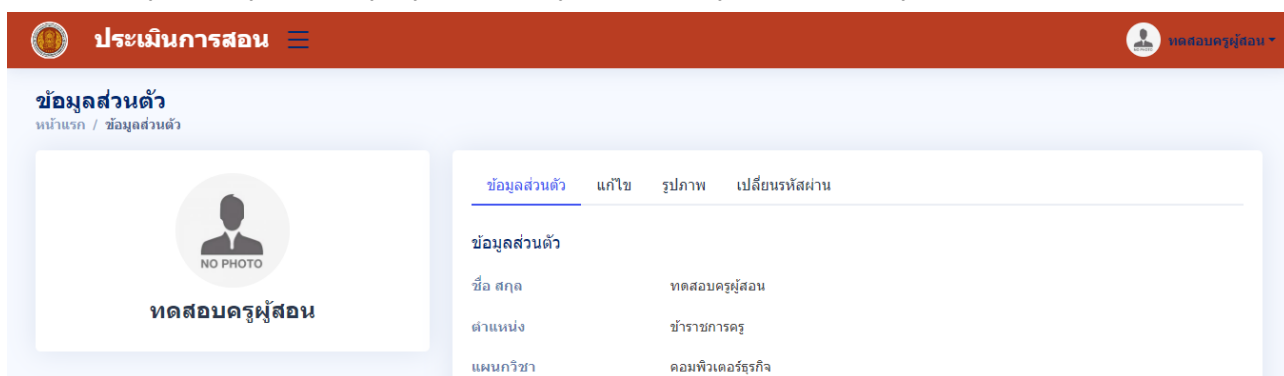 ประเมินการสอน
ทดสอบครูผู้สอน
ข้อมูลส่วนตัว
หน้าแรก / ข้อมูลส่วนตัว
NO PHOTO
ทดสอบครูผู้สอน
ข้อมูลส่วนตัว แก้ไข รูปภาพ เปลี่ยนรหัสผ่าน
ข้อมูลส่วนตัว
ชื่อ สกุล ทดสอบครูผู้สอน
ตำแหน่ง ข้าราชการครู
แผนกวิชา คอมพิวเตอร์ธุรกิจ